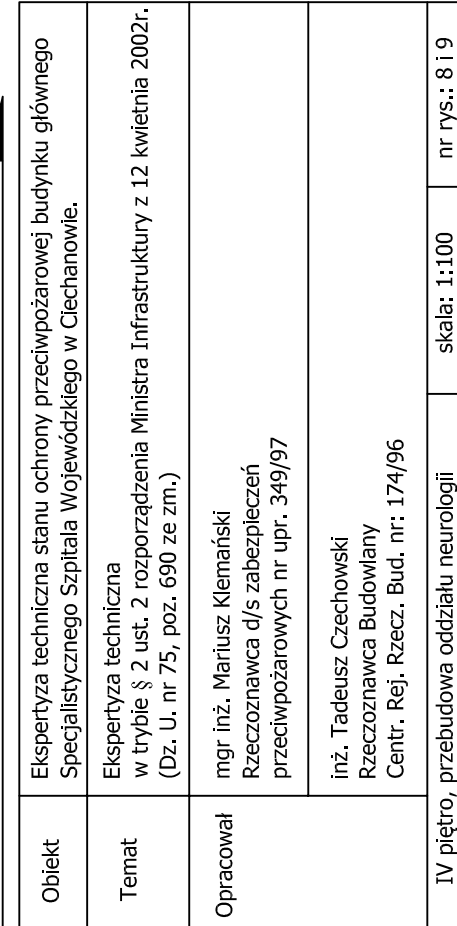 Obiekt
Ekspertyza techniczna stanu ochrony przeciwpożarowej budynku głównego
Specjalistycznego Szpitala Wojewódzkiego w Ciechanowie.
Temat
Ekspertyza techniczna
w trybie § 2 ust. 2 rozporządzenia Ministra Infrastruktury z 12 kwietnia 2002r.
(Dz. U. nr 75, poz. 690 ze zm.)
Opracował
mgr inż. Mariusz Klemański
Rzeczoznawca d/s zabezpieczeń
przeciwpożarowych nr upr. 349/97
inż. Tadeusz Czechowski
Rzeczoznawca Budowlany
Centr. Rej. Rzecz. Bud. nr: 174/96
IV piętro, przebudowa oddziału neurologii
skala: 1:100
nr rys.: 8 i 9